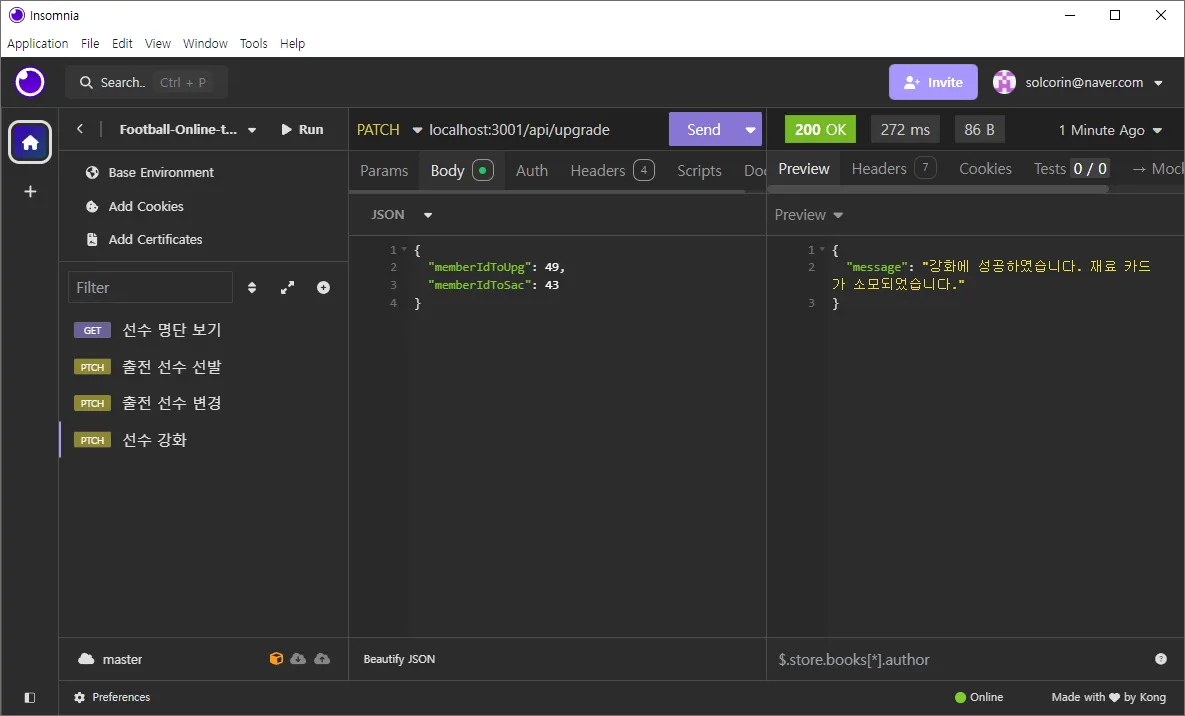 Insomnia
Application File Edit View Window Tools Help
Search.. Ctrl + P
Invite
solcorin@naver.com
Football-Online-t...
Run
Base Environment
Add Cookies
Add Certificates
Filter
GET 선수 명단 보기
PTCH 출전 선수 선발
PTCH 출전 선수 변경
PTCH 선수 강화
master
PATCH localhost:3001/api/upgrade
Send
Params Body Auth Headers 4 Scripts Doc
JSON
1 {
2 "memberIdToUpg": 49,
3 "memberIdToSac": 43
4 }
Beautify JSON
200 OK 272 ms 86 B 1 Minute Ago
Preview Headers 7 Cookies Tests 0 / 0 → Mock
Preview
1 {
2 "message": "강화에 성공하였습니다. 재료 카드
가 소모되었습니다."
3 }
$.store.books[*].author
Preferences
Online
Made with ♥ by Kong